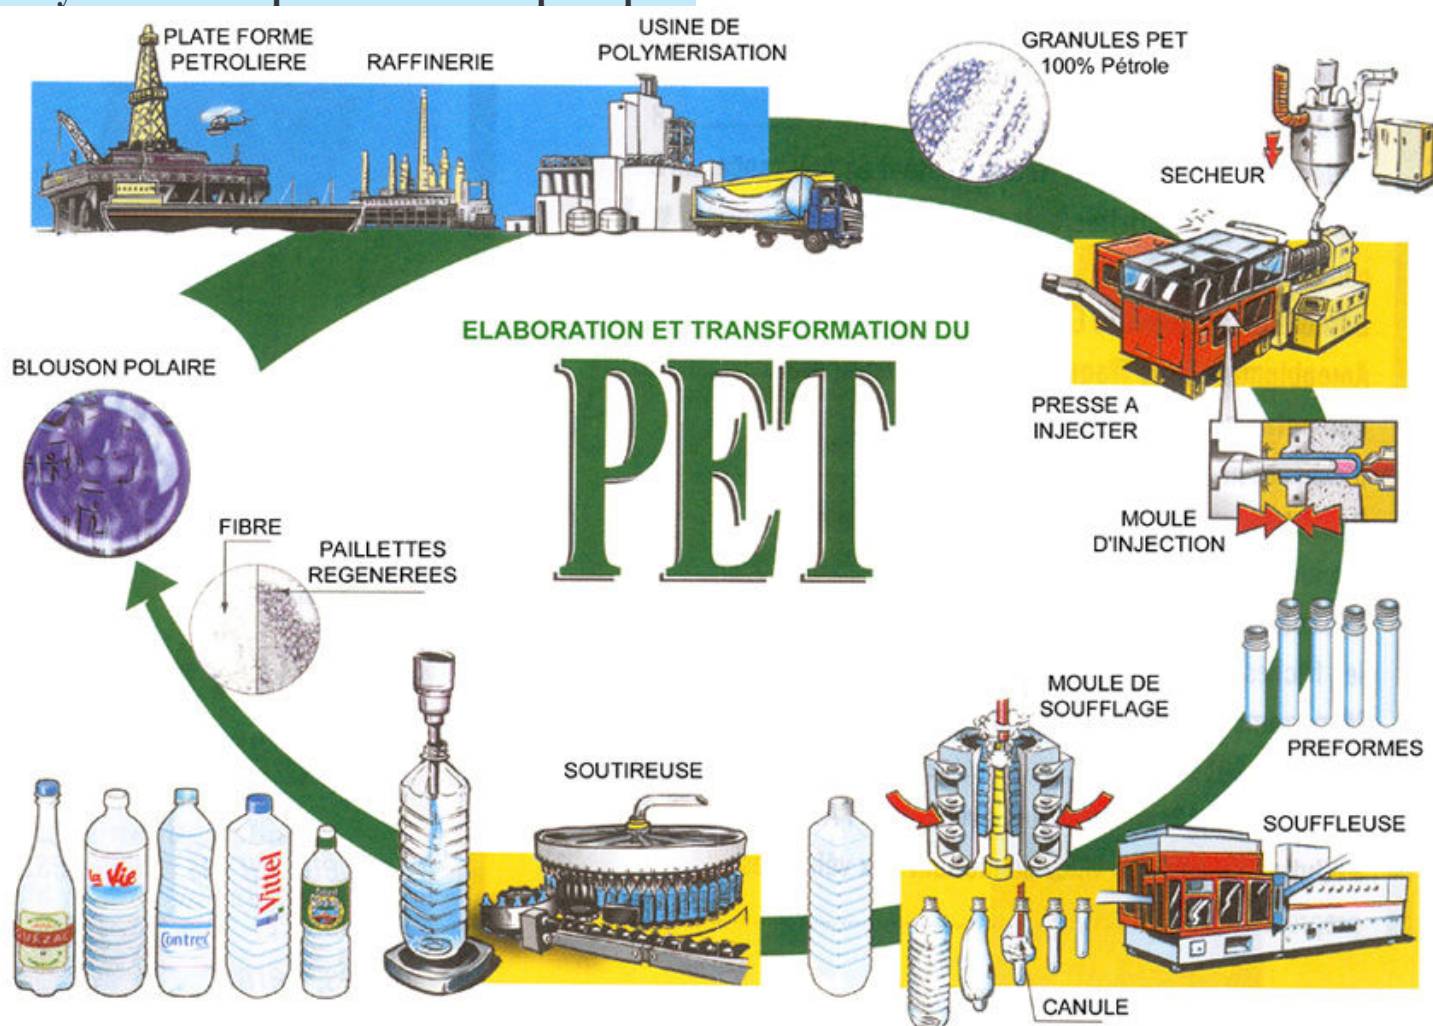 PLATE FORME
PETROLIERE
RAFFINERIE
USINE DE
POLYMERISATION
GRANULES PET
100% Pétrole
SECHEUR
ELABORATION ET TRANSFORMATION DU
PET
BLOUSON POLAIRE
PRESSE A
INJECTER
MOULE
D'INJECTION
FIBRE
PAILLETTES
REGENEREES
PREFORMES
MOULE DE
SOUFFLAGE
SOUTIREUSE
SOUFFLEUSE
la Vie
Contrex
Vittel
QUEZAC
CANULE